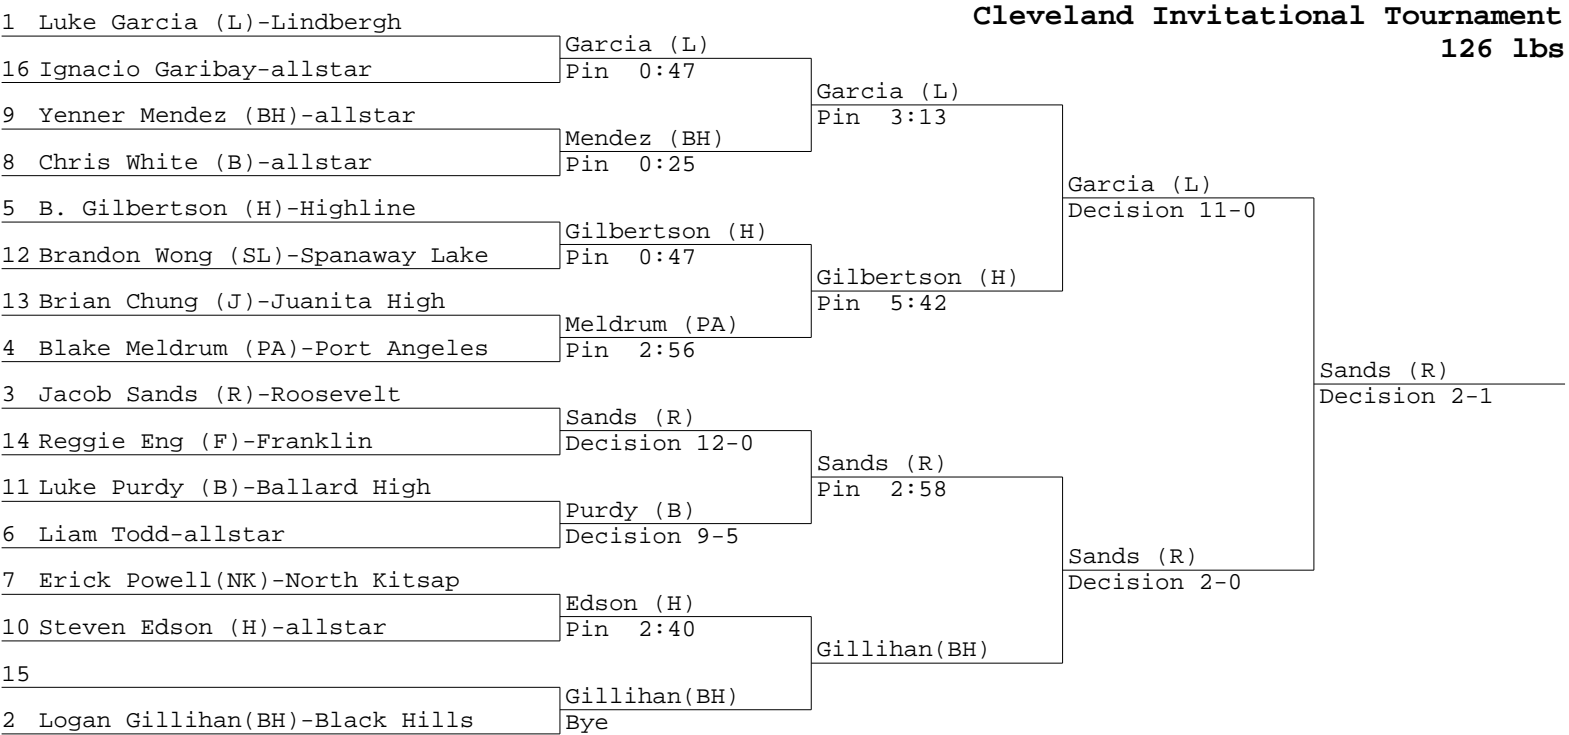 Cleveland Invitational Tournament
126 lbs
1 Luke Garcia (L)-Lindbergh
16 Ignacio Garibay-allstar
9 Yenner Mendez (BH)-allstar
8 Chris White (B)-allstar
5 B. Gilbertson (H)-Highline
12 Brandon Wong (SL)-Spanaway Lake
13 Brian Chung (J)-Juanita High
4 Blake Meldrum (PA)-Port Angeles
3 Jacob Sands (R)-Roosevelt
14 Reggie Eng (F)-Franklin
11 Luke Purdy (B)-Ballard High
6 Liam Todd-allstar
7 Erick Powell(NK)-North Kitsap
10 Steven Edson (H)-allstar
15
2 Logan Gillihan(BH)-Black Hills
Garcia (L)
Pin 0:47
Mendez (BH)
Pin 0:25
Gilbertson (H)
Pin 0:47
Meldrum (PA)
Pin 2:56
Sands (R)
Decision 12-0
Purdy (B)
Decision 9-5
Edson (H)
Pin 2:40
Gillihan(BH)
Bye
Garcia (L)
Pin 3:13
Gilbertson (H)
Pin 5:42
Sands (R)
Pin 2:58
Gillihan(BH)
Garcia (L)
Decision 11-0
Sands (R)
Decision 2-0
Sands (R)
Decision 2-1